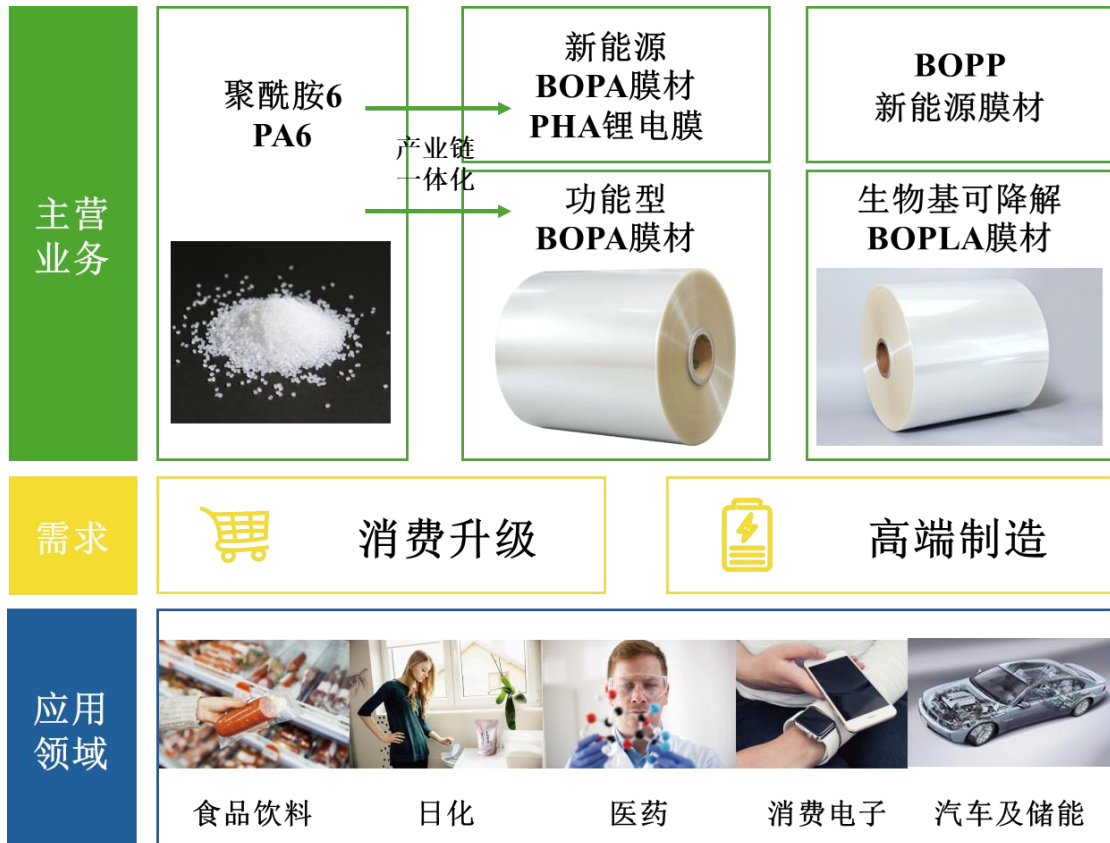 主营
业务
聚酰胺6
PA6
产业链
一体化
新能源
BOPA膜材
PHA锂电膜
功能型
BOPA膜材
BOPP
新能源膜材
生物基可降解
BOPLA膜材
需求
消费升级
高端制造
应用
领域
食品饮料
日化
医药
消费电子
汽车及储能